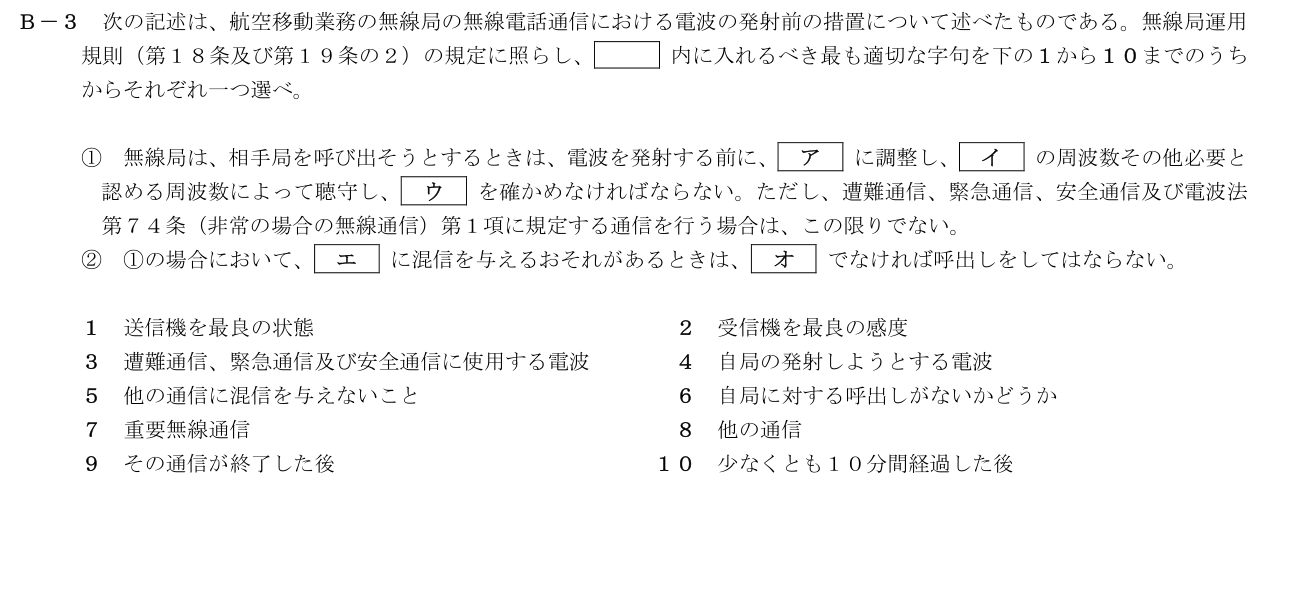 Ｂ－３　次の記述は、航空移動業務の無線局の無線電話通信における電波の発射前の措置について述べたものである。無線局運用
規則（第１８条及び第１９条の２）の規定に照らし、　　　内に入れるべき最も適切な字句を下の１から１０までのうち
からそれぞれ一つ選べ。
①　無線局は、相手局を呼び出そうとするときは、電波を発射する前に、　ア　に調整し、　イ　の周波数その他必要と
認める周波数によって聴守し、　ウ　を確かめなければならない。ただし、遭難通信、緊急通信、安全通信及び電波法
第７４条（非常の場合の無線通信）第１項に規定する通信を行う場合は、この限りでない。
②　①の場合において、　エ　に混信を与えるおそれがあるときは、　オ　でなければ呼出しをしてはならない。
１　送信機を最良の状態　２　受信機を最良の感度
３　遭難通信、緊急通信及び安全通信に使用する電波　４　自局の発射しようとする電波
５　他の通信に混信を与えないこと　６　自局に対する呼出しがないかどうか
７　重要無線通信　８　他の通信
９　その通信が終了した後　１０　少なくとも１０分間経過した後